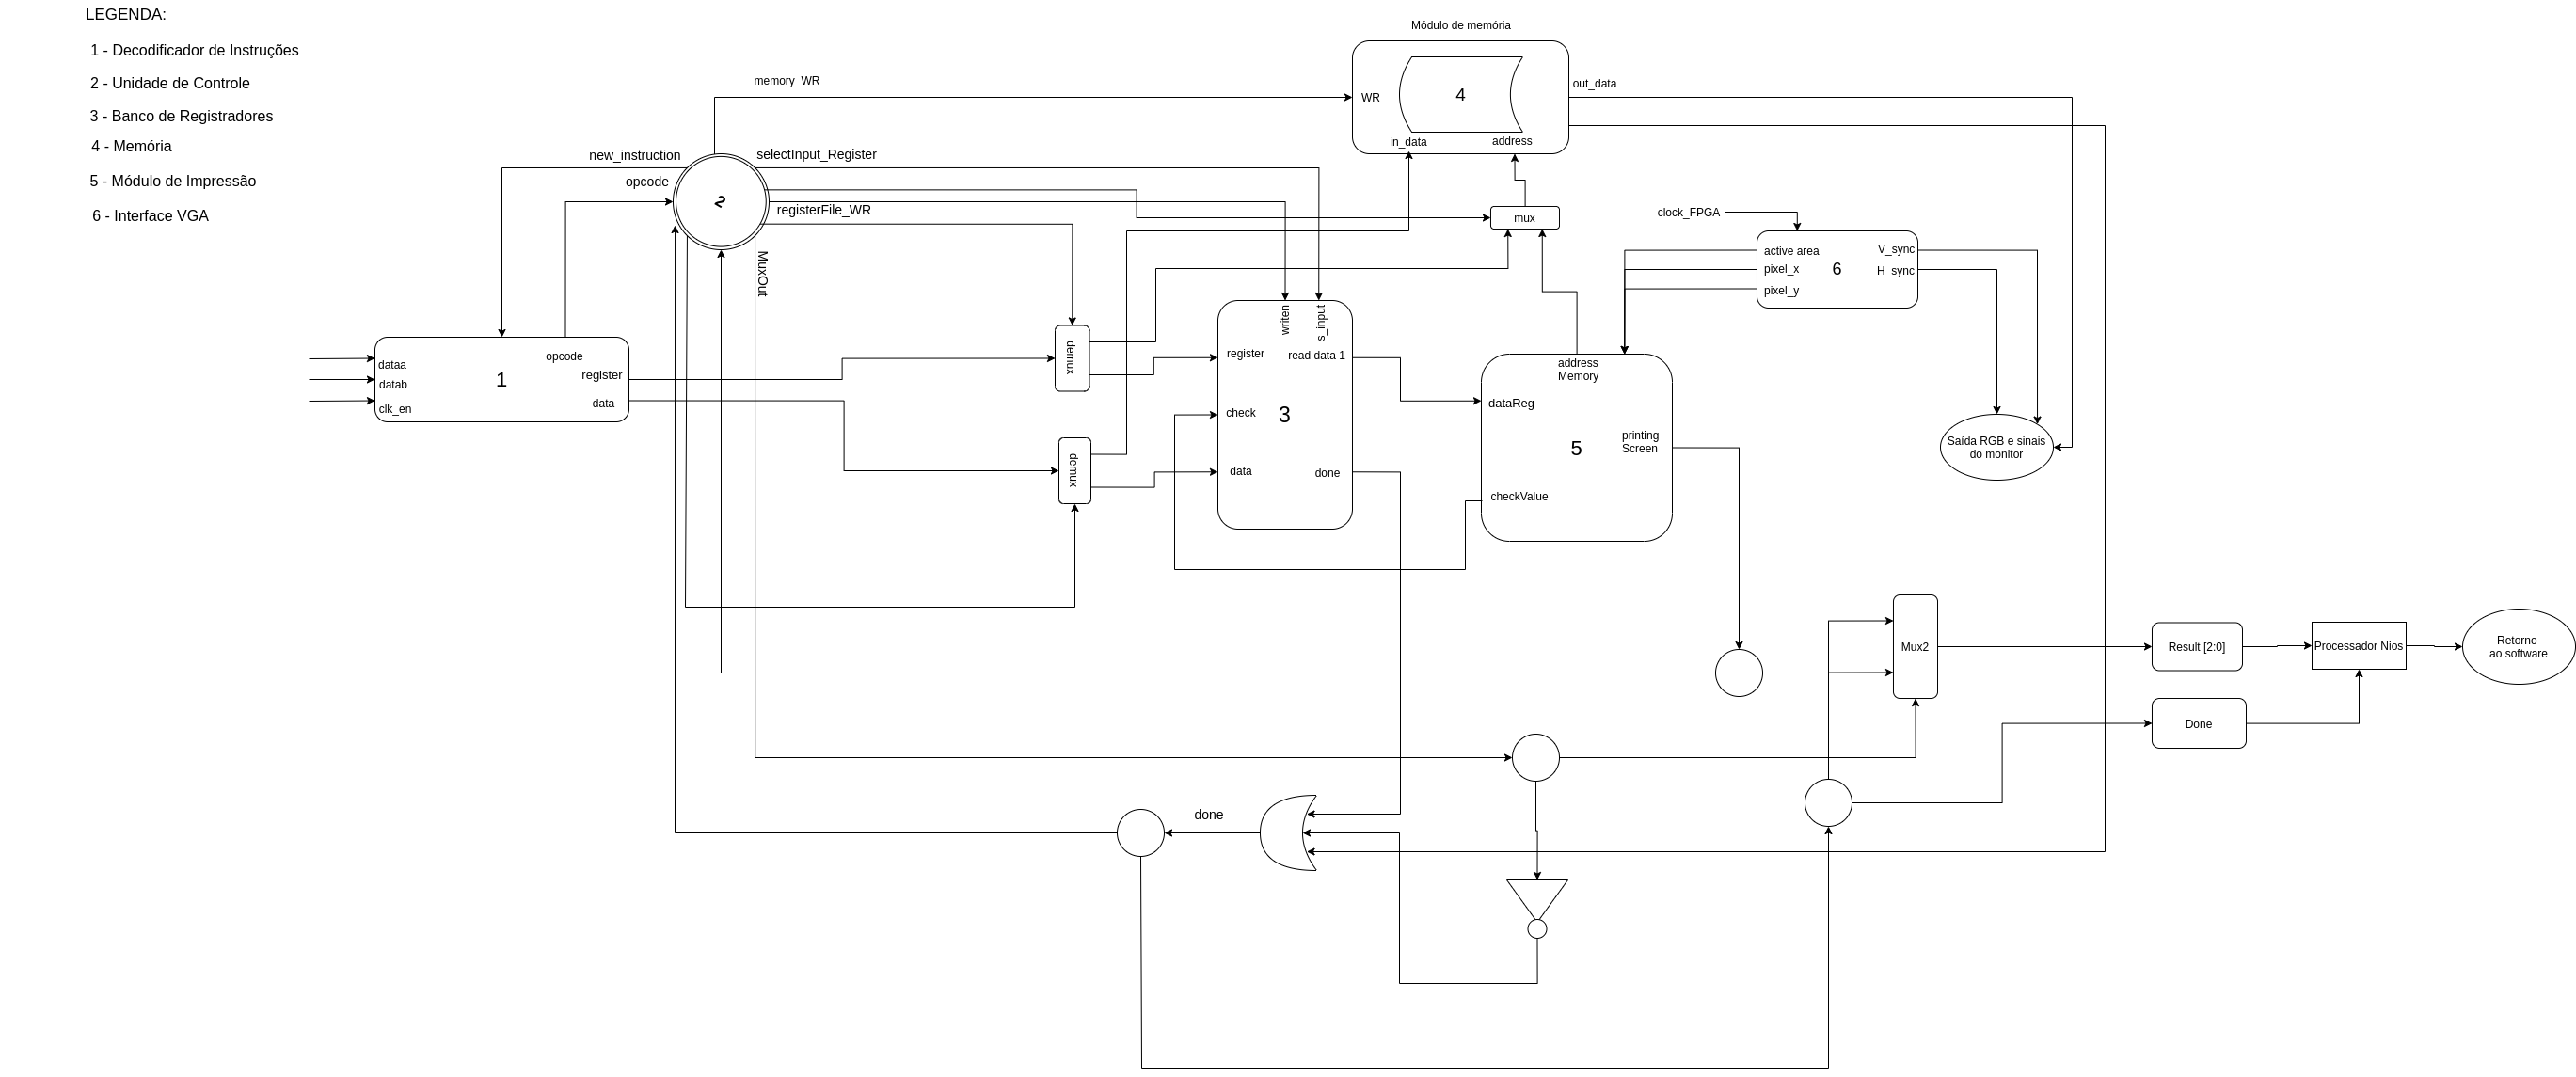 LEGENDA:
1 - Decodificador de Instruções
2 - Unidade de Controle
3 - Banco de Registradores
4 - Memória
5 - Módulo de Impressão
6 - Interface VGA
Módulo de memória
memory_WR
WR
4
out_data
in_data
address
new_instruction
selectInput_Register
opcode
2
registerFile_WR
MuxOut
mux
clock_FPGA
active area
pixel_x
pixel_y
6
V_sync
H_sync
opcode
dataa
datab
clk_en
1
register
data
demux
demux
writen
s_input
register
read data 1
check
3
data
done
address
Memory
dataReg
printing
Screen
5
checkValue
Saída RGB e sinais
do monitor
Mux2
Result [2:0]
Processador Nios
Retorno
ao software
Done
done